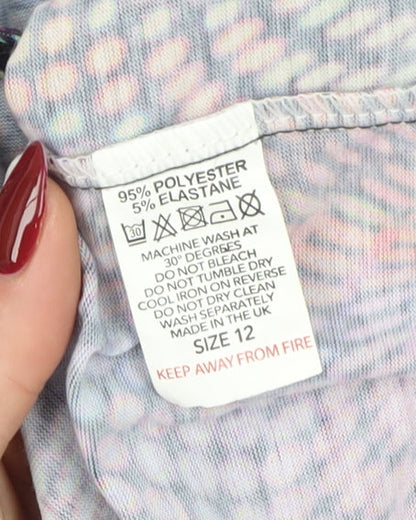 95% POLYESTER
5% ELASTANE
30
MACHINE WASH AT
30° DEGREES
DO NOT BLEACH
DO NOT TUMBLE DRY
COOL IRON ON REVERSE
DO NOT DRY CLEAN
WASH SEPARATELY
MADE IN THE UK
SIZE 12
KEEP AWAY FROM FIRE